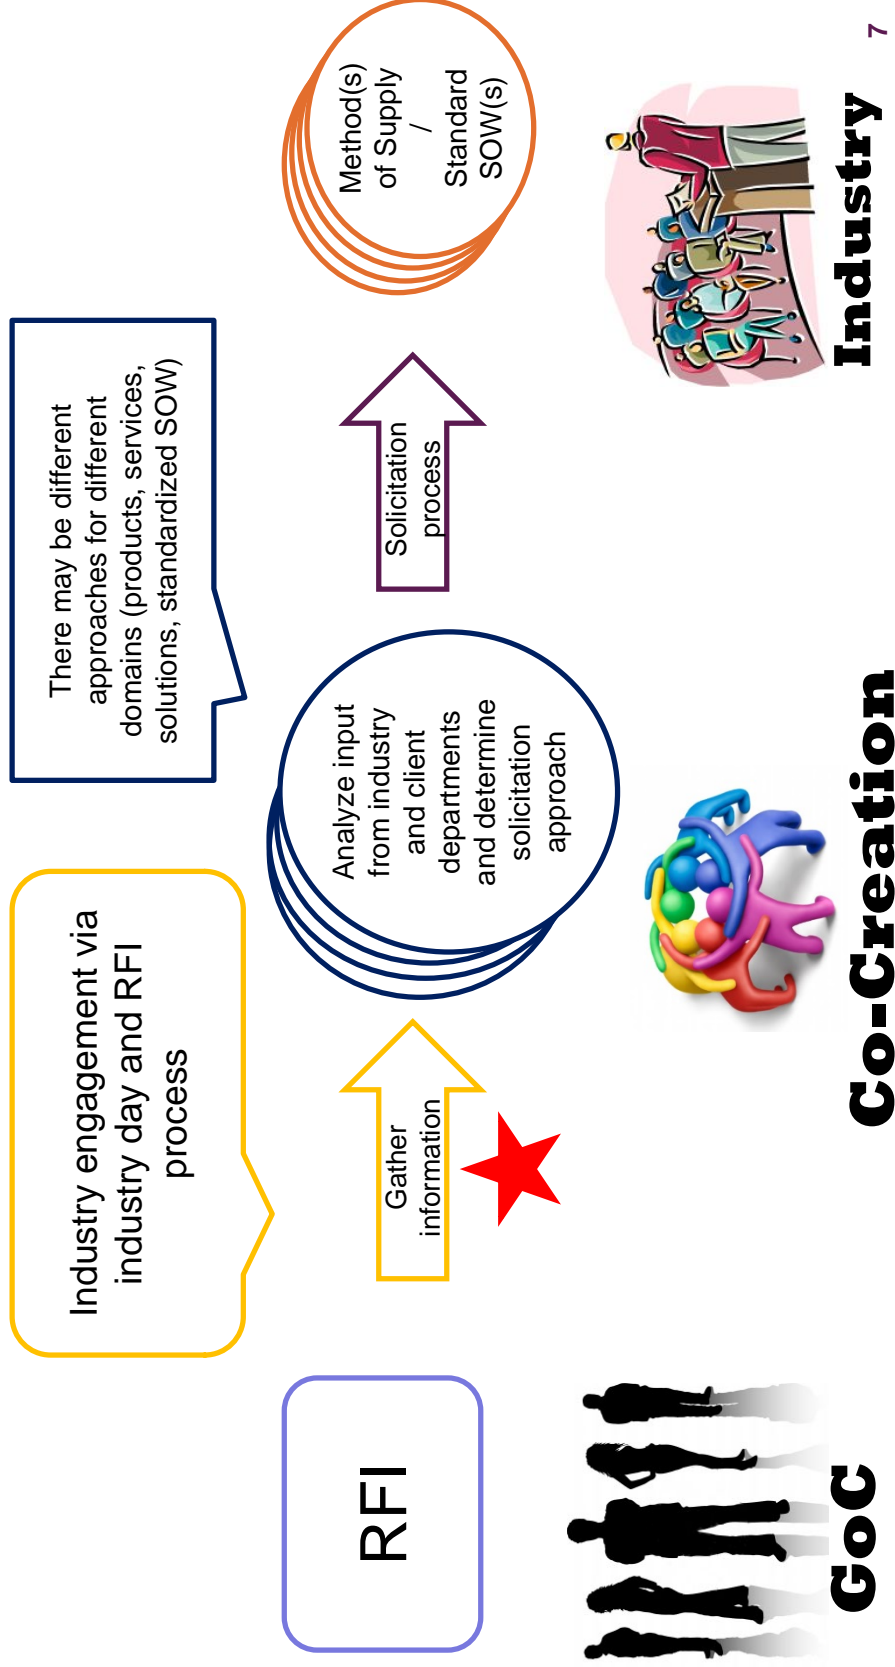 Industry engagement via
industry day and RFI
process
There may be different
approaches for different
domains (products, services,
solutions, standardized SOW)
RFI
Gather
information
Analyze input
from industry
and client
departments
and determine
solicitation
approach
Solicitation
process
Method(s)
of Supply
/
Standard
SOW(s)
GoC
Co-Creation
Industry
7